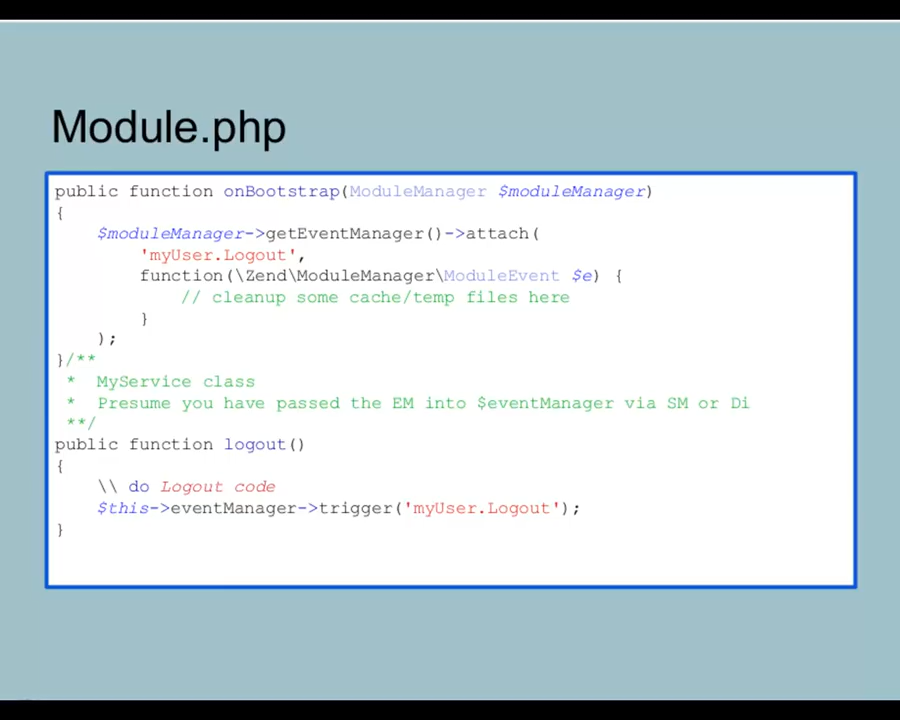 Module.php
public function onBootstrap(ModuleManager $moduleManager)
{
    $moduleManager->getEventManager()->attach(
        'myUser.Logout',
        function(\Zend\ModuleManager\ModuleEvent $e) {
            // cleanup some cache/temp files here
        }
    );
}/**
 *  MyService class
 *  Presume you have passed the EM into $eventManager via SM or Di
 **/
public function logout()
{
    \\ do Logout code
    $this->eventManager->trigger('myUser.Logout');
}